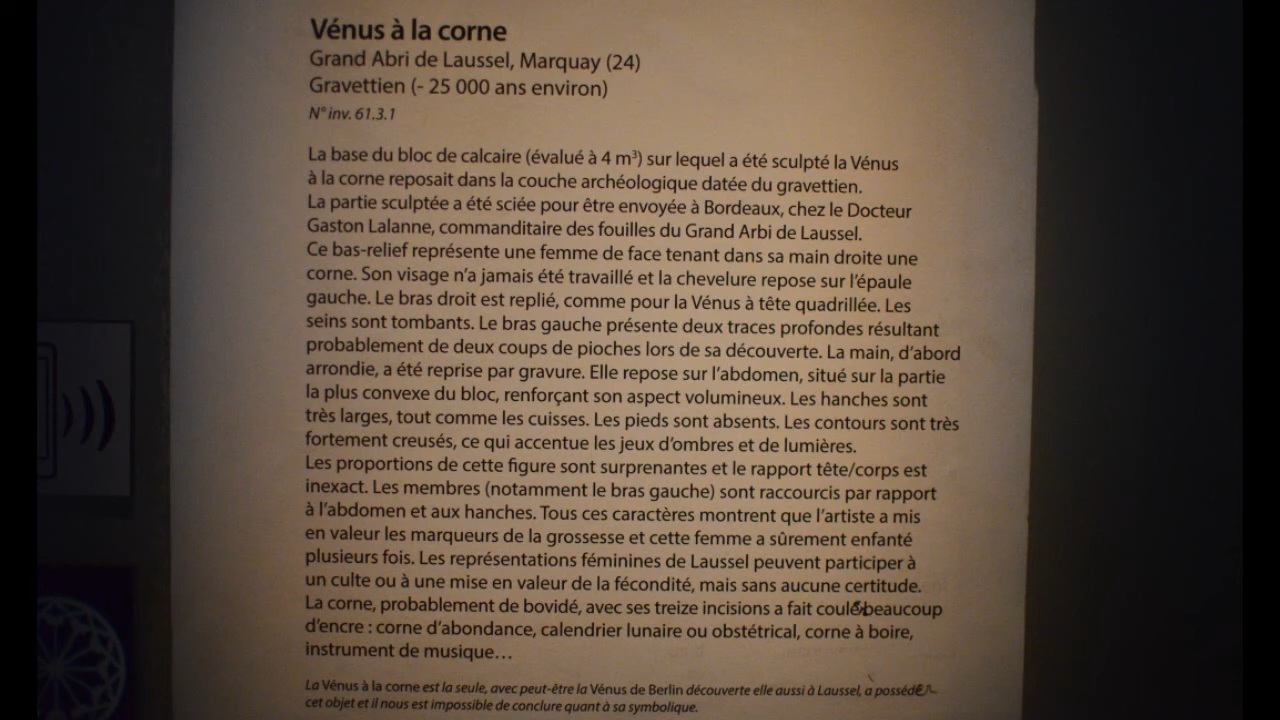 Vénus à la corne
Grand Abri de Laussel, Marquay (24)
Gravettien (- 25 000 ans environ)
N° inv. 61.3.1
La base du bloc de calcaire (évalué à 4 m³) sur lequel a été sculpté la Vénus
à la corne reposait dans la couche archéologique datée du gravettien.
La partie sculptée a été sciée pour être envoyée à Bordeaux, chez le Docteur
Gaston Lalanne, commanditaire des fouilles du Grand Arbi de Laussel.
Ce bas-relief représente une femme de face tenant dans sa main droite une
corne. Son visage n'a jamais été travaillé et la chevelure repose sur l'épaule
gauche. Le bras droit est replié, comme pour la Vénus à tête quadrillée. Les
seins sont tombants. Le bras gauche présente deux traces profondes résultant
probablement de deux coups de pioches lors de sa découverte. La main, d'abord
arrondie, a été reprise par gravure. Elle repose sur l'abdomen, situé sur la partie
la plus convexe du bloc, renforçant son aspect volumineux. Les hanches sont
très larges, tout comme les cuisses. Les pieds sont absents. Les contours sont très
fortement creusés, ce qui accentue les jeux d'ombres et de lumières.
Les proportions de cette figure sont surprenantes et le rapport tête/corps est
inexact. Les membres (notamment le bras gauche) sont raccourcis par rapport
à l'abdomen et aux hanches. Tous ces caractères montrent que l'artiste a mis
en valeur les marqueurs de la grossesse et cette femme a sûrement enfanté
plusieurs fois. Les représentations féminines de Laussel peuvent participer à
un culte ou à une mise en valeur de la fécondité, mais sans aucune certitude.
La corne, probablement de bovidé, avec ses treize incisions a fait coulé beaucoup
d'encre : corne d'abondance, calendrier lunaire ou obstétrical, corne à boire,
instrument de musique…
La Vénus à la corne est la seule, avec peut-être la Vénus de Berlin découverte elle aussi à Laussel, a possédé
cet objet et il nous est impossible de conclure quant à sa symbolique.